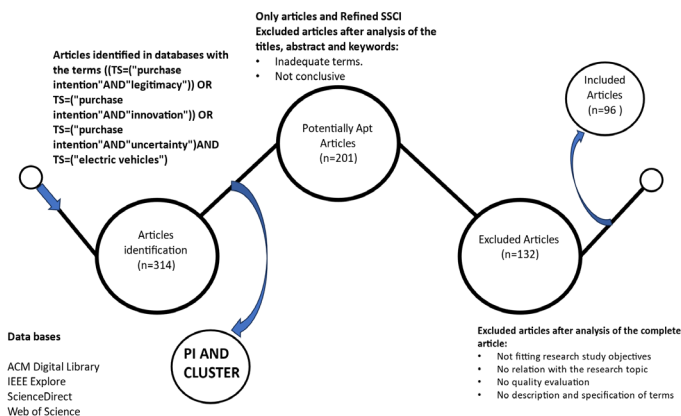 Only articles and Refined SSCI
Excluded articles after analysis of the
titles, abstract and keywords:
• Inadequate terms.
• Not conclusive
Articles identified in databases with
the terms ((TS=("purchase
intention"AND"legitimacy")) OR
TS=("purchase
intention"AND"innovation")) OR
TS=("purchase
intention"AND"uncertainty")AND
TS=("electric vehicles")
Included
Articles
(n=96 )
Potentially Apt
Articles
(n=201)
Articles
identification
(n=314)
Excluded Articles
(n=132)
PI AND
CLUSTER
Data bases
ACM Digital Library
IEEE Explore
ScienceDirect
Web of Science
Excluded articles after analysis of the complete
article:
• Not fitting research study objectives
• No relation with the research topic
• No quality evaluation
• No description and specification of terms